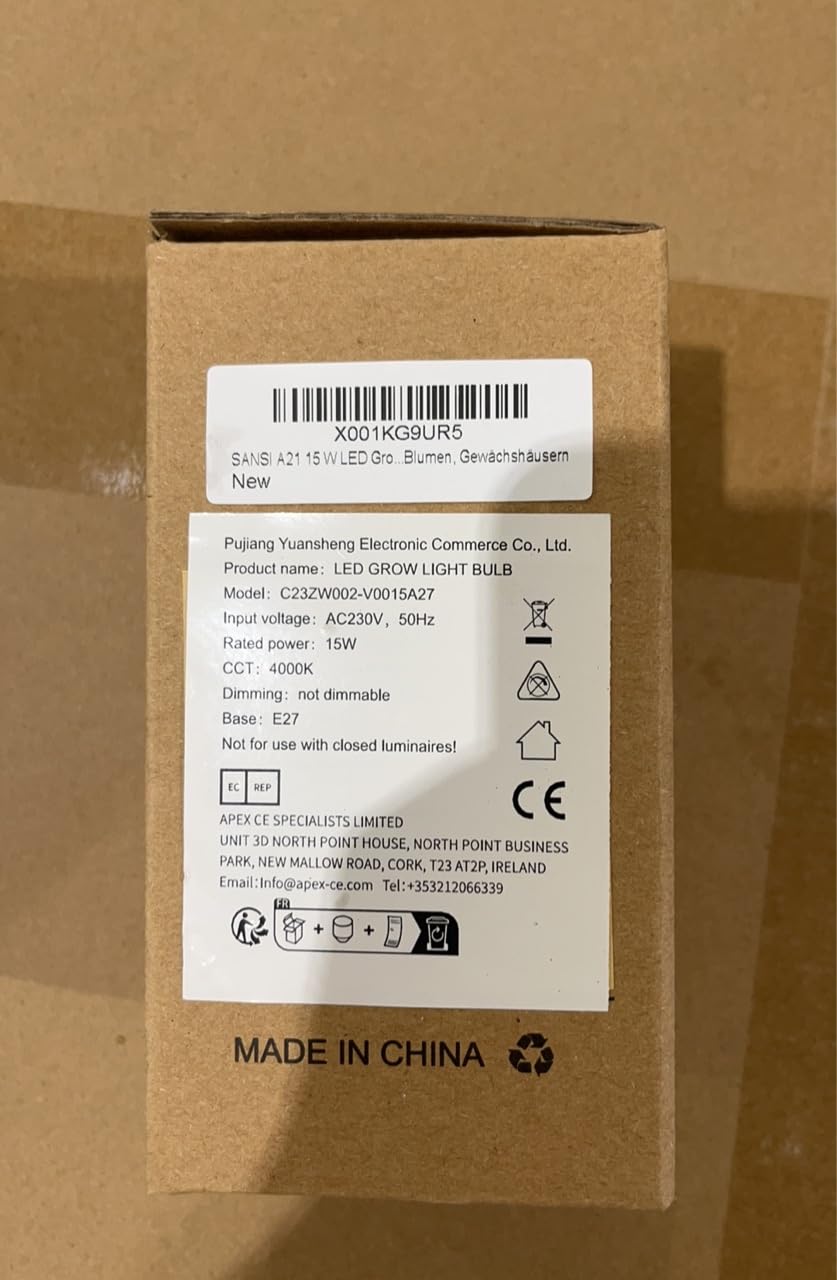 X001KG9UR5
SANSI A21 15 W LED Gro...Blumen, Gewächshäusern
New
Pujiang Yuansheng Electronic Commerce Co., Ltd.
Product name: LED GROW LIGHT BULB
Model: C23ZW002-V0015A27
Input voltage: AC230V, 50Hz
Rated power: 15W
CCT: 4000K
Dimming: not dimmable
Base: E27
Not for use with closed luminaires!
EC REP
CE
APEX CE SPECIALISTS LIMITED
UNIT 3D NORTH POINT HOUSE, NORTH POINT BUSINESS
PARK, NEW MALLOW ROAD, CORK, T23 AT2P, IRELAND
Email:Info@apex-ce.com Tel:+353212066339
FR
MADE IN CHINA